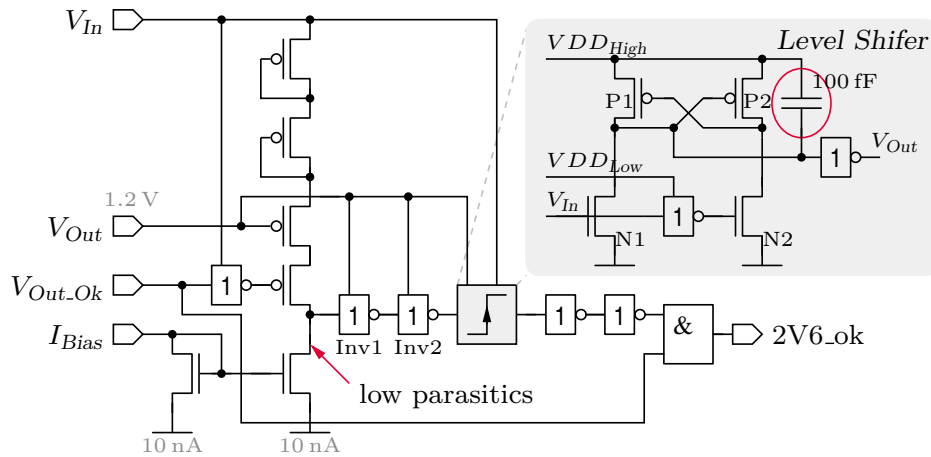 V_In
VDD_High
Level Shifer
100 fF
P1
P2
1
V_Out
VDD_Low
V_In
1
N1
N2
1.2 V
V_Out
V_Out_Ok
1
1
1
Inv1
Inv2
1
1
&
2V6_ok
I_Bias
low parasitics
10 nA
10 nA